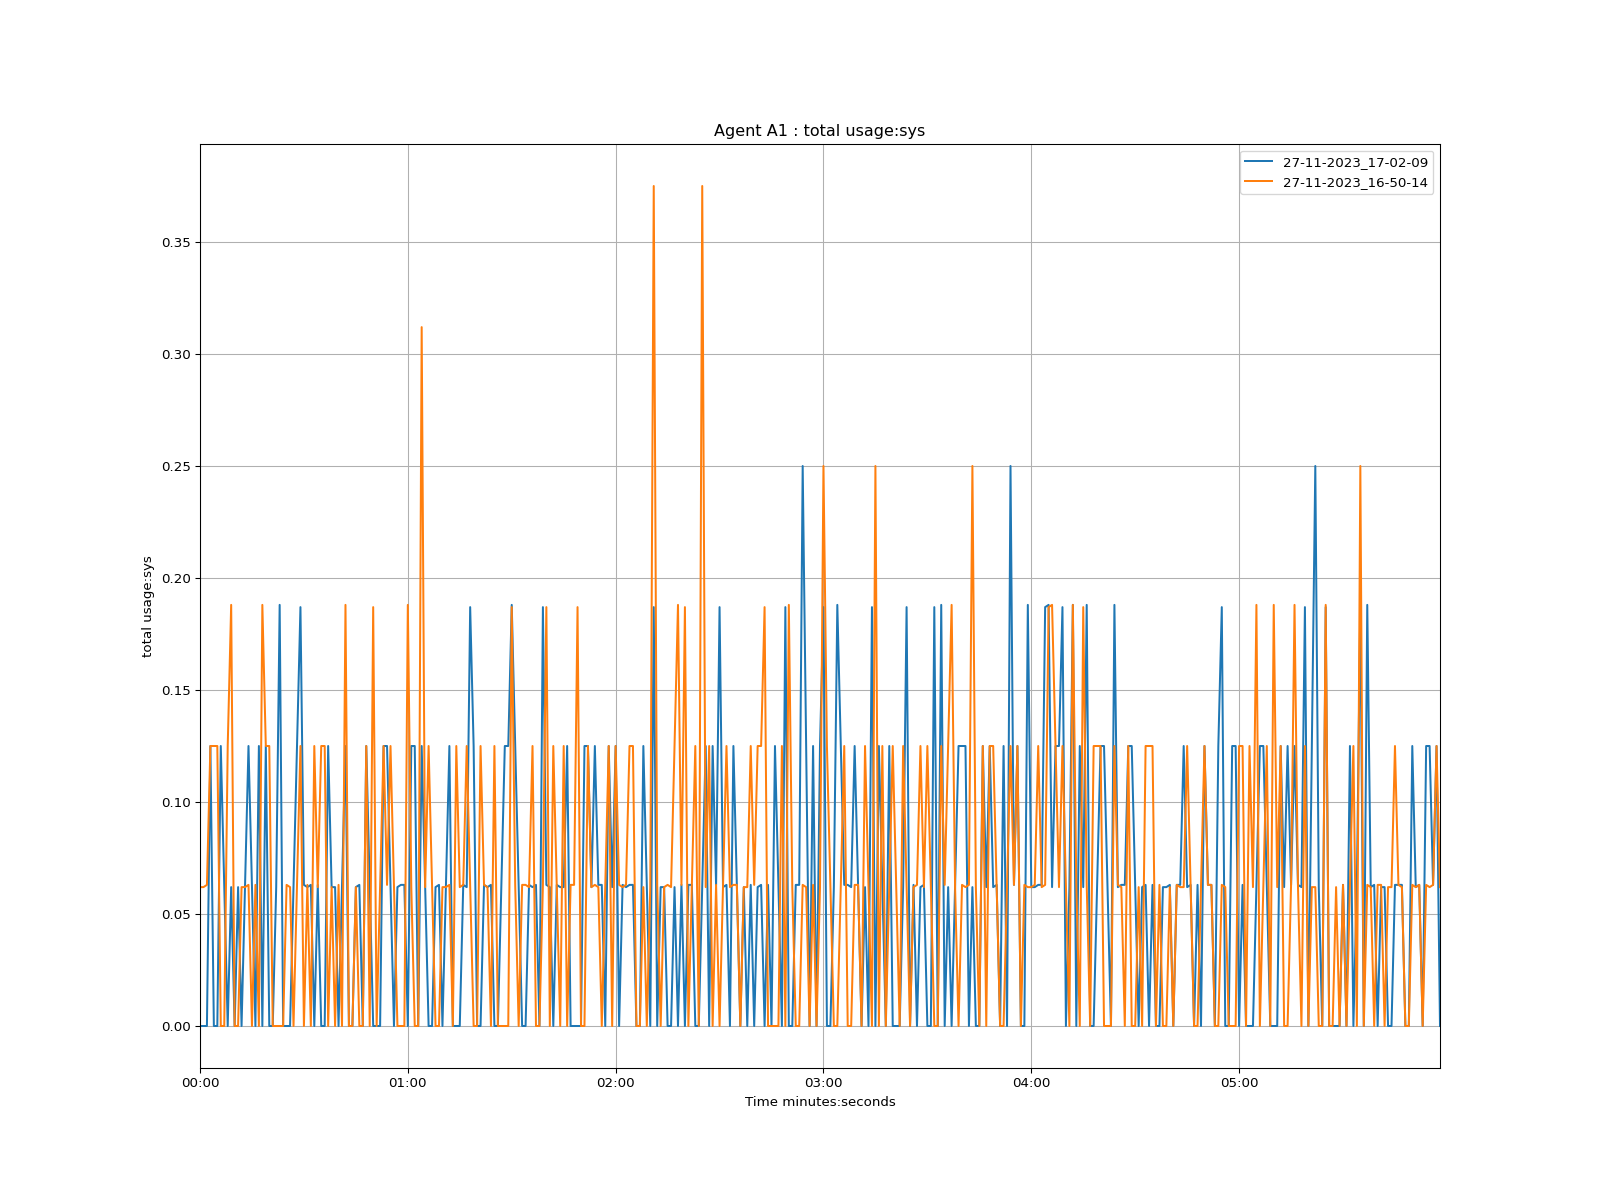 Agent A1 : total usage:sys
27-11-2023_17-02-09
27-11-2023_16-50-14
total usage:sys
0.35
0.30
0.25
0.20
0.15
0.10
0.05
0.00
00:00 01:00 02:00 03:00 04:00 05:00
Time minutes:seconds